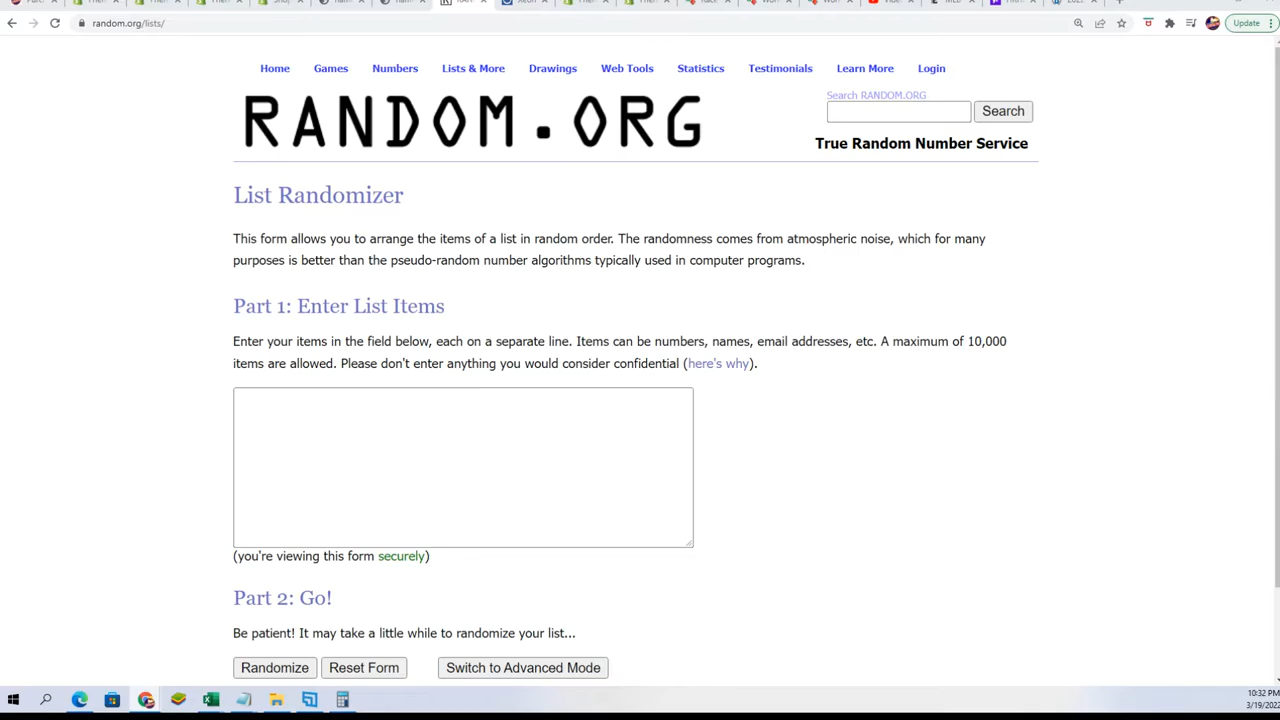 random.org/lists/
Update
Home Games Numbers Lists & More Drawings Web Tools Statistics Testimonials Learn More Login
RANDOM.ORG
Search RANDOM.ORG
Search
True Random Number Service
List Randomizer
This form allows you to arrange the items of a list in random order. The randomness comes from atmospheric noise, which for many
purposes is better than the pseudo-random number algorithms typically used in computer programs.
Part 1: Enter List Items
Enter your items in the field below, each on a separate line. Items can be numbers, names, email addresses, etc. A maximum of 10,000
items are allowed. Please don't enter anything you would consider confidential (here's why).
(you're viewing this form securely)
Part 2: Go!
Be patient! It may take a little while to randomize your list...
Randomize Reset Form Switch to Advanced Mode
10:32 PM